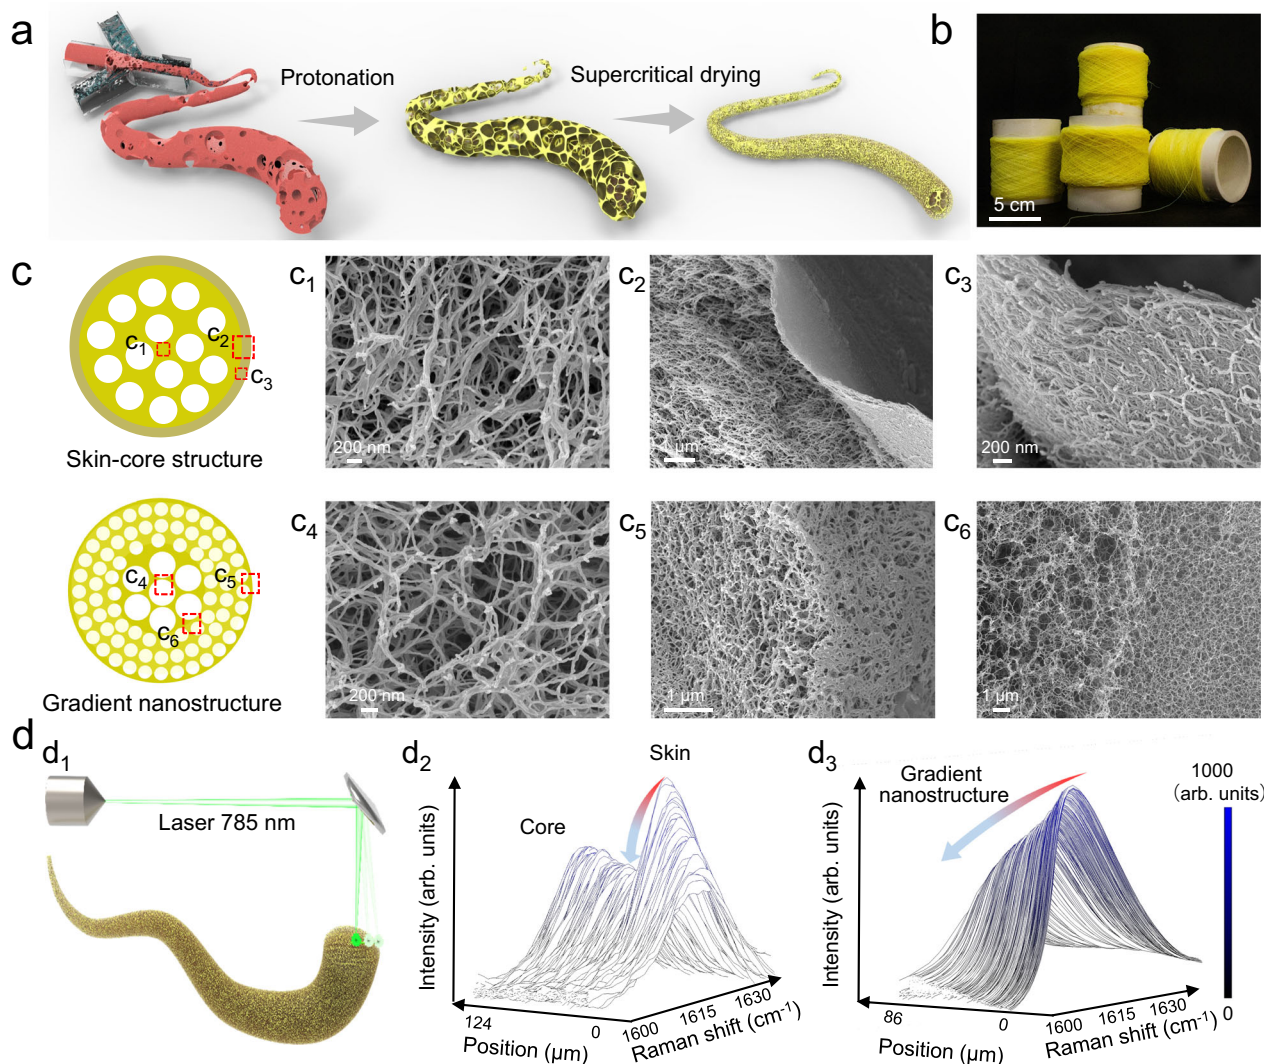 a
Protonation
Supercritical drying
b
5 cm
c
c1
c2
c3
Skin-core structure
c1
200 nm
c2
1 µm
c3
200 nm
c4
c5
c6
Gradient nanostructure
c4
200 nm
c5
1 µm
c6
1 µm
d
d1
Laser 785 nm
d2
Skin
Core
Intensity (arb. units)
124
0
Position (µm)
1600
1615
1630
Raman shift (cm-1)
d3
Gradient
nanostructure
Intensity (arb. units)
86
0
Position (µm)
1600
1615
1630
Raman shift (cm-1)
1000
(arb. units)
0